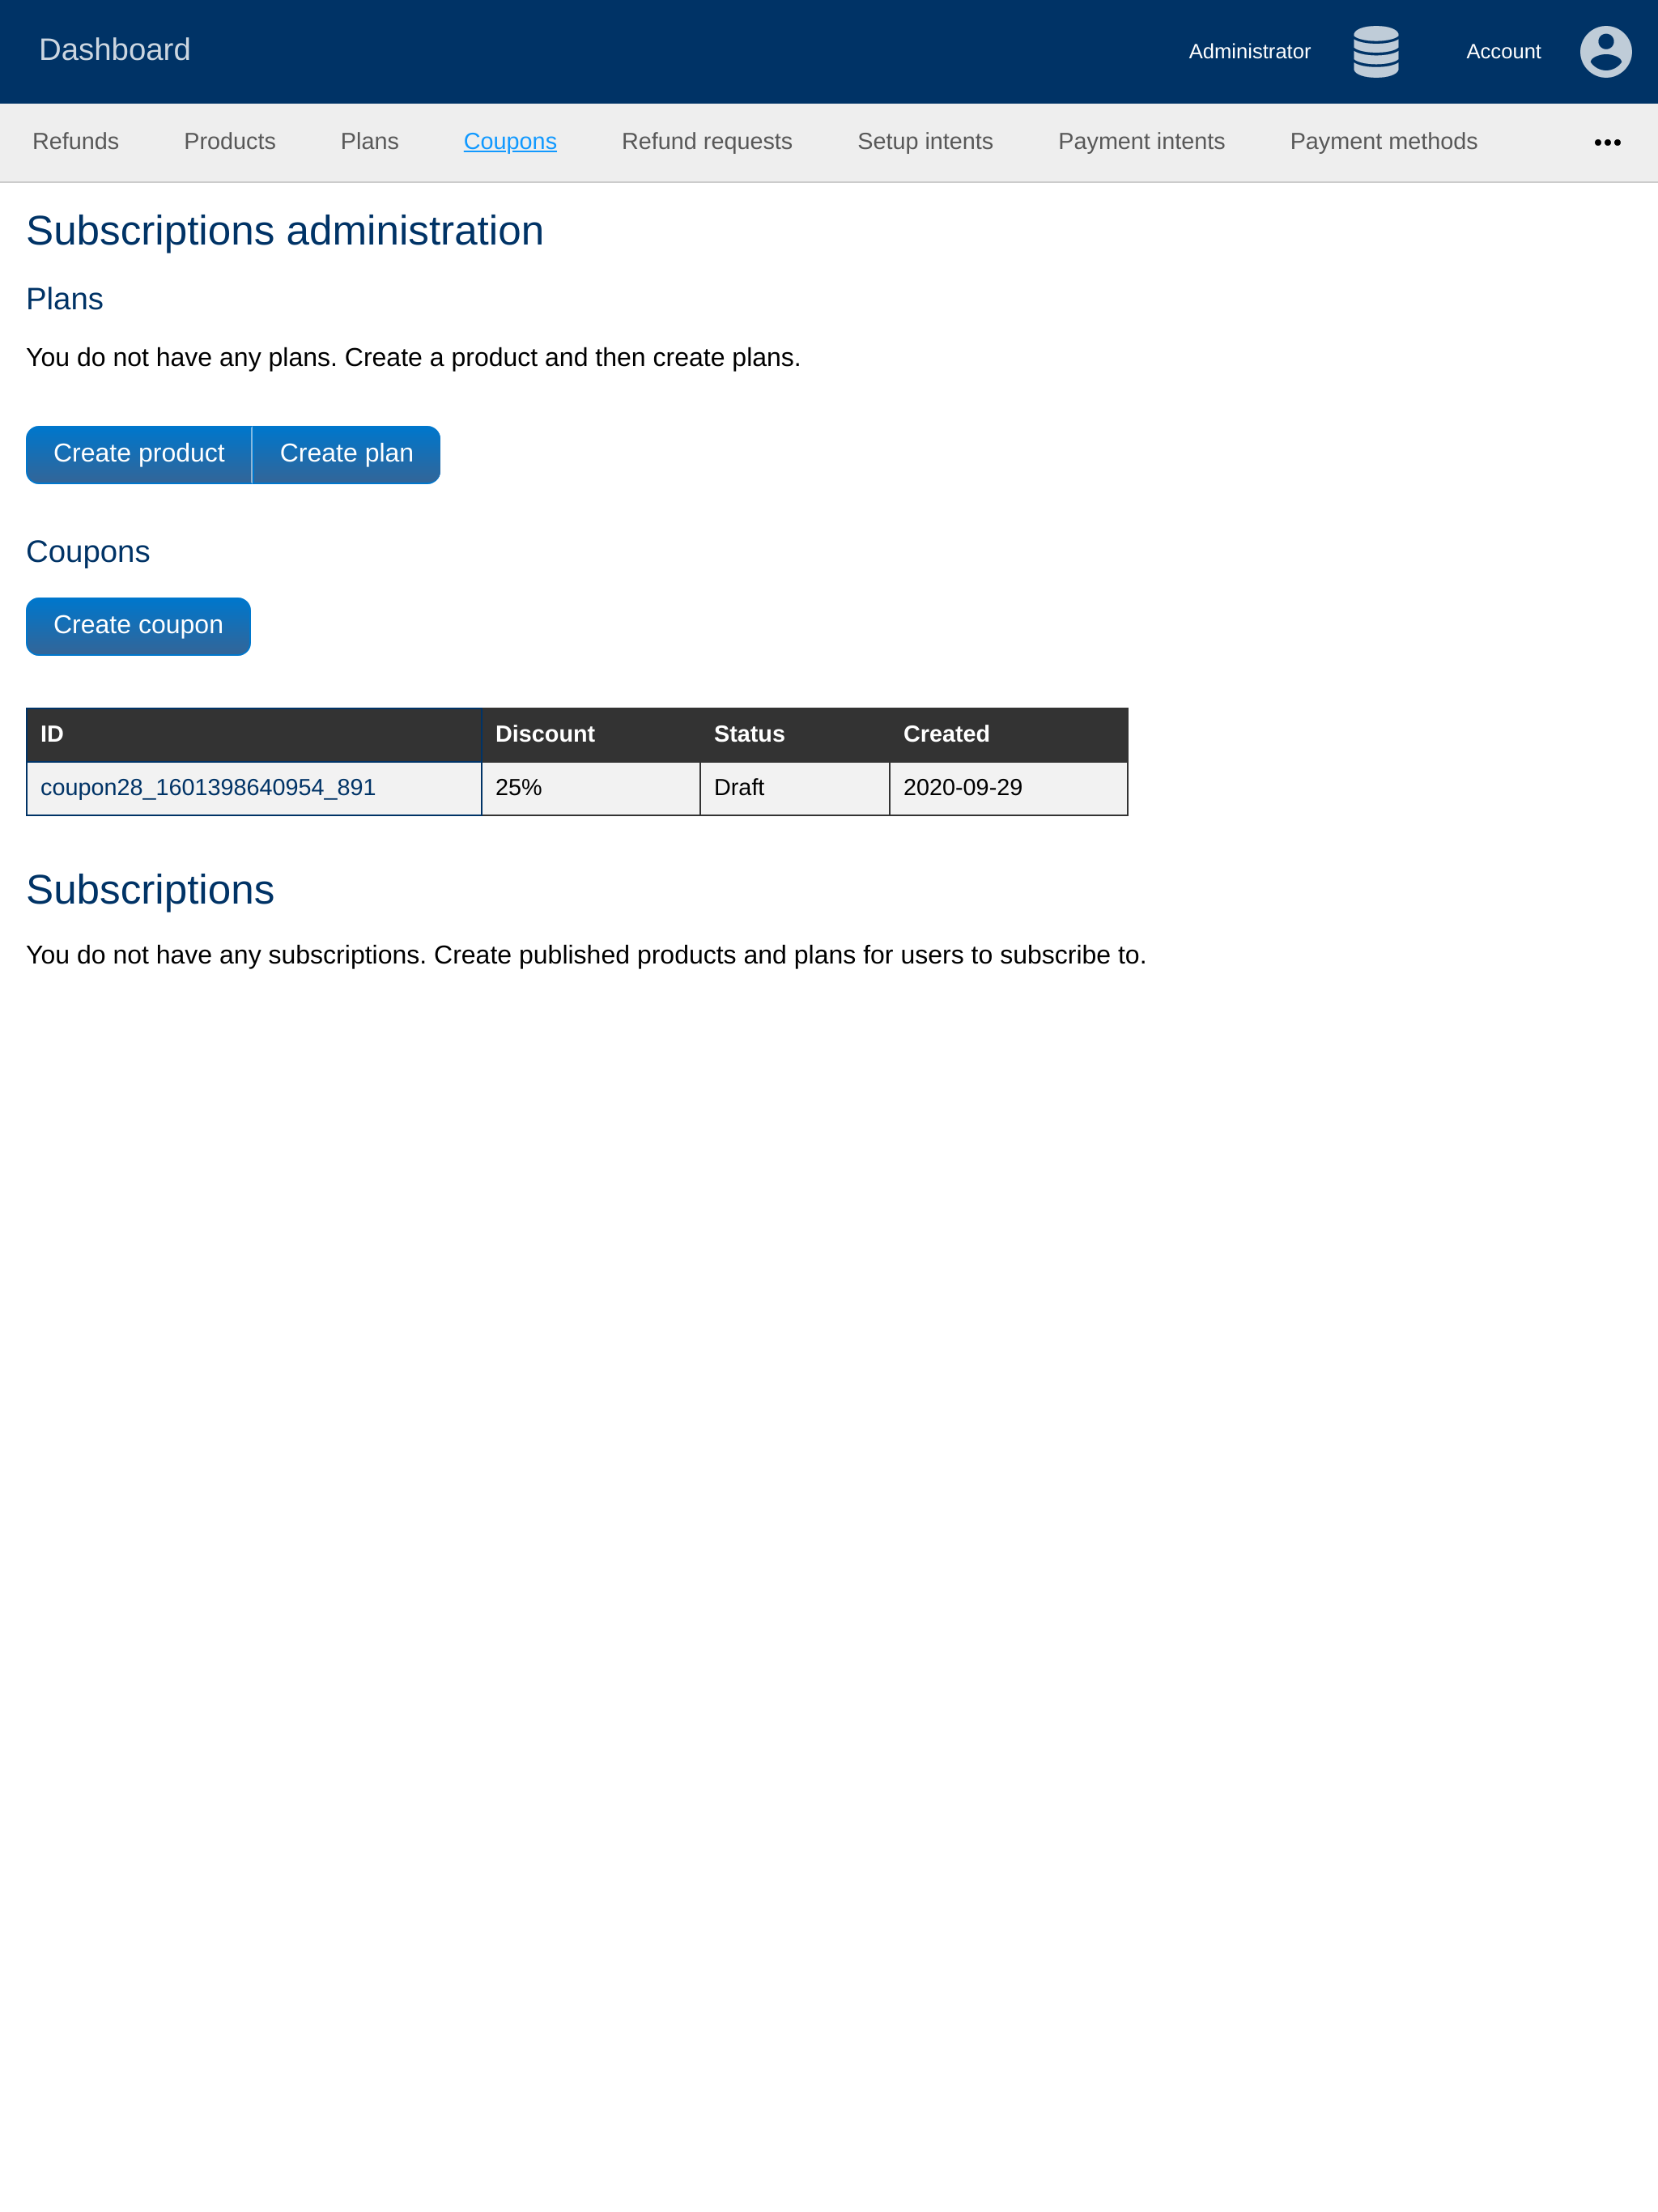 Dashboard Administrator Account
Refunds Products Plans Coupons Refund requests Setup intents Payment intents Payment methods •••
Subscriptions administration
Plans
You do not have any plans. Create a product and then create plans.
Create product Create plan
Coupons
Create coupon
ID Discount Status Created
coupon28_1601398640954_891 25% Draft 2020-09-29
Subscriptions
You do not have any subscriptions. Create published products and plans for users to subscribe to.